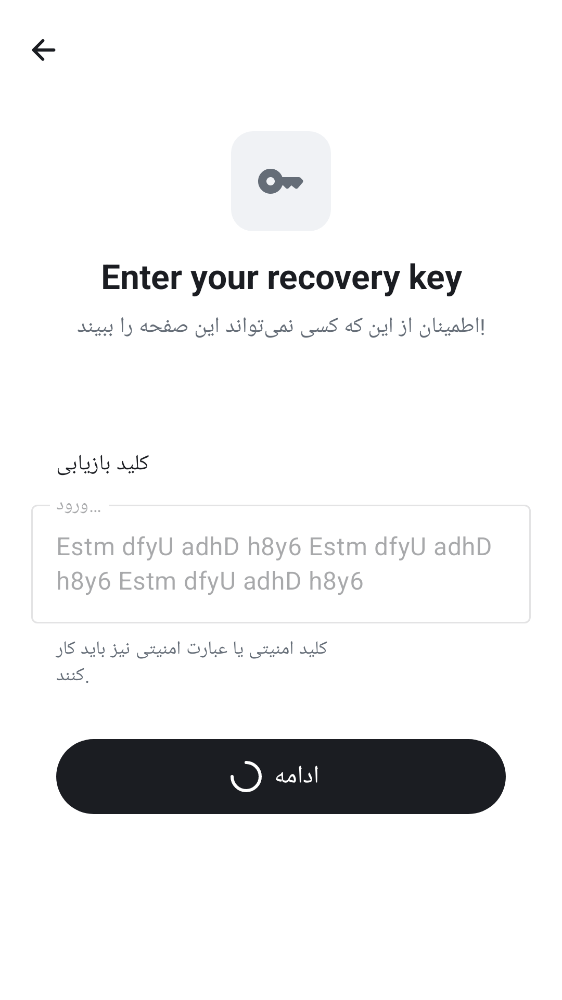 Enter your recovery key
اطمینان از این که کسی نمی‌تواند این صفحه را ببیند!
کلید بازیابی
ورود...
Estm dfyU adhD h8y6 Estm dfyU adhD
h8y6 Estm dfyU adhD h8y6
کلید امنیتی یا عبارت امنیتی نیز باید کار
کنند.
ادامه